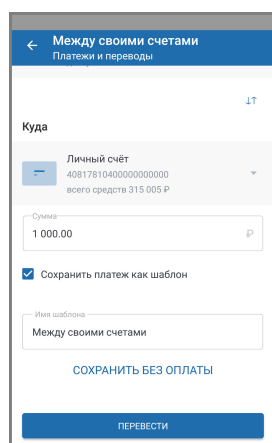 Между своими счетами
Платежи и переводы
Куда
Личный счёт
40817810400000000000
всего средств 315 005 ₽
Сумма
1 000.00 ₽
Сохранить платеж как шаблон
Имя шаблона
Между своими счетами
СОХРАНИТЬ БЕЗ ОПЛАТЫ
ПЕРЕВЕСТИ